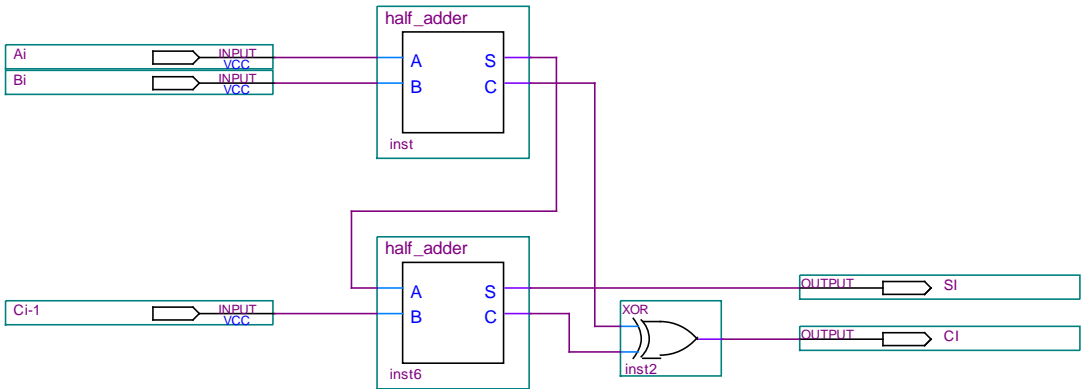 half_adder
Ai
INPUT
VCC
Bi
INPUT
VCC
A
S
B
C
inst
half_adder
A
S
B
C
inst6
Ci-1
INPUT
VCC
XOR
inst2
OUTPUT
SI
OUTPUT
CI